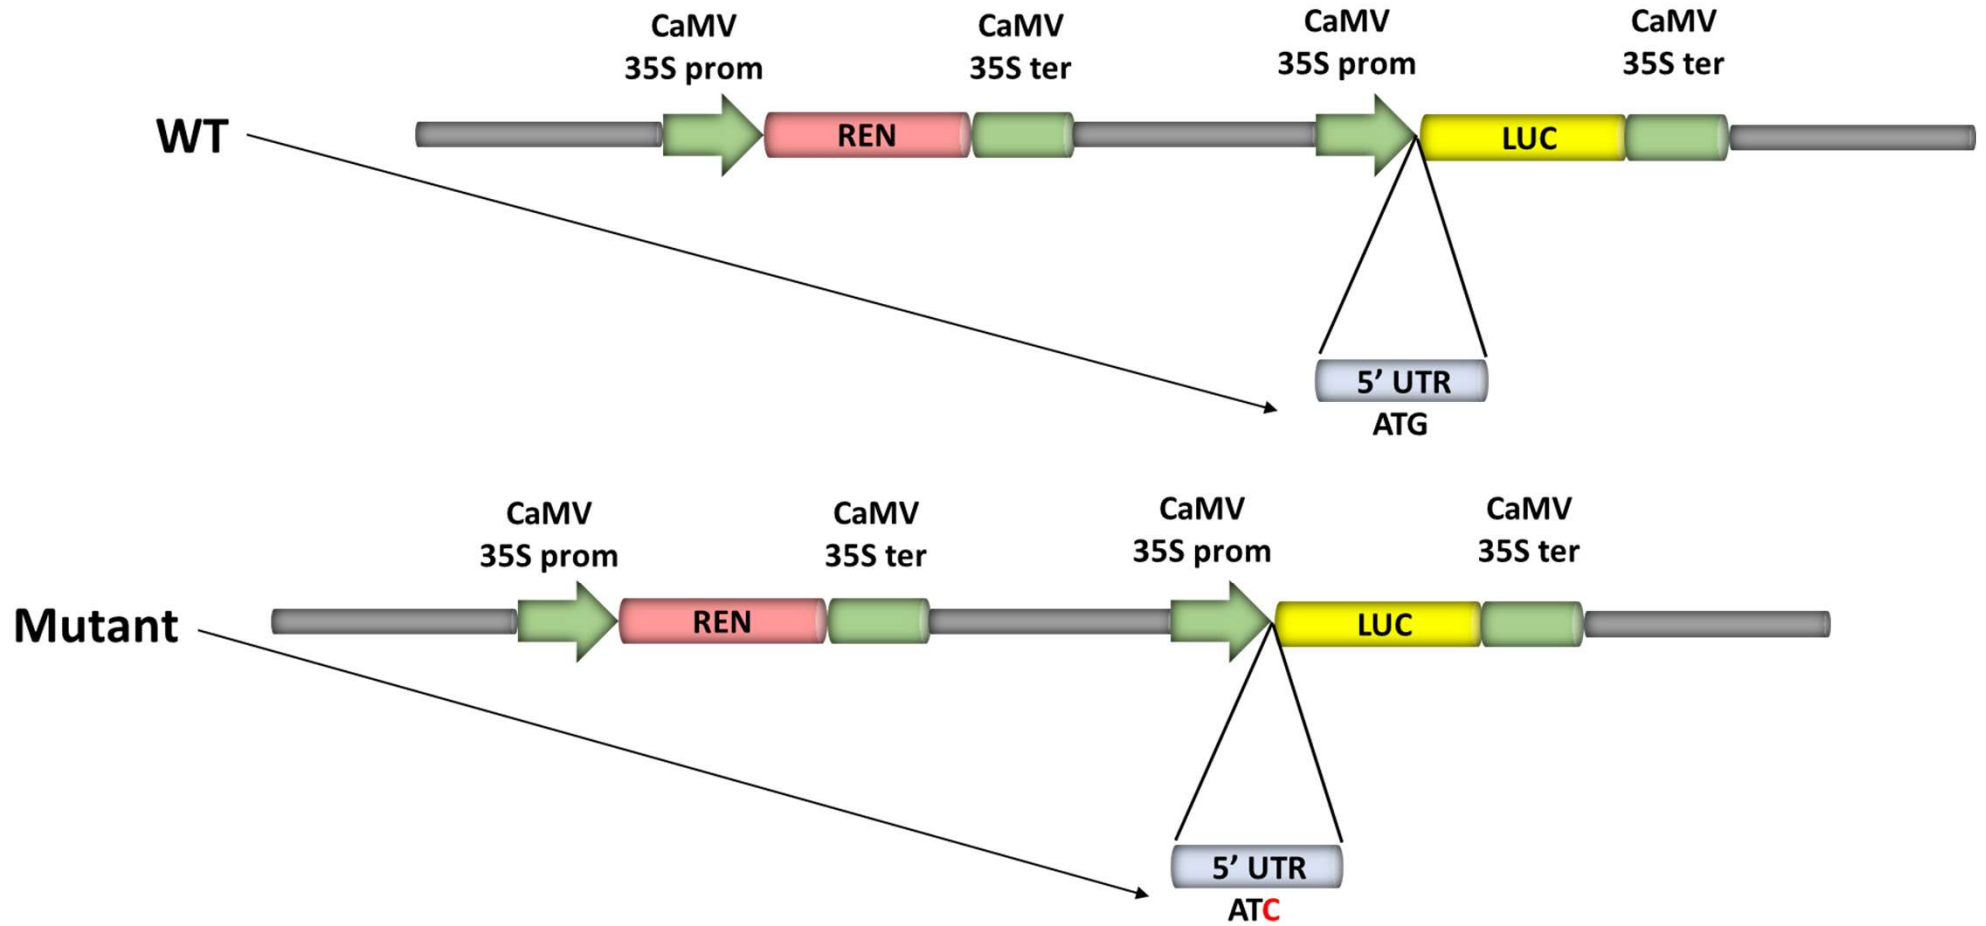 CaMV
35S prom
CaMV
35S ter
CaMV
35S prom
CaMV
35S ter
WT
REN
LUC
5’ UTR
ATG
CaMV
35S prom
CaMV
35S ter
CaMV
35S prom
CaMV
35S ter
Mutant
REN
LUC
5’ UTR
ATC